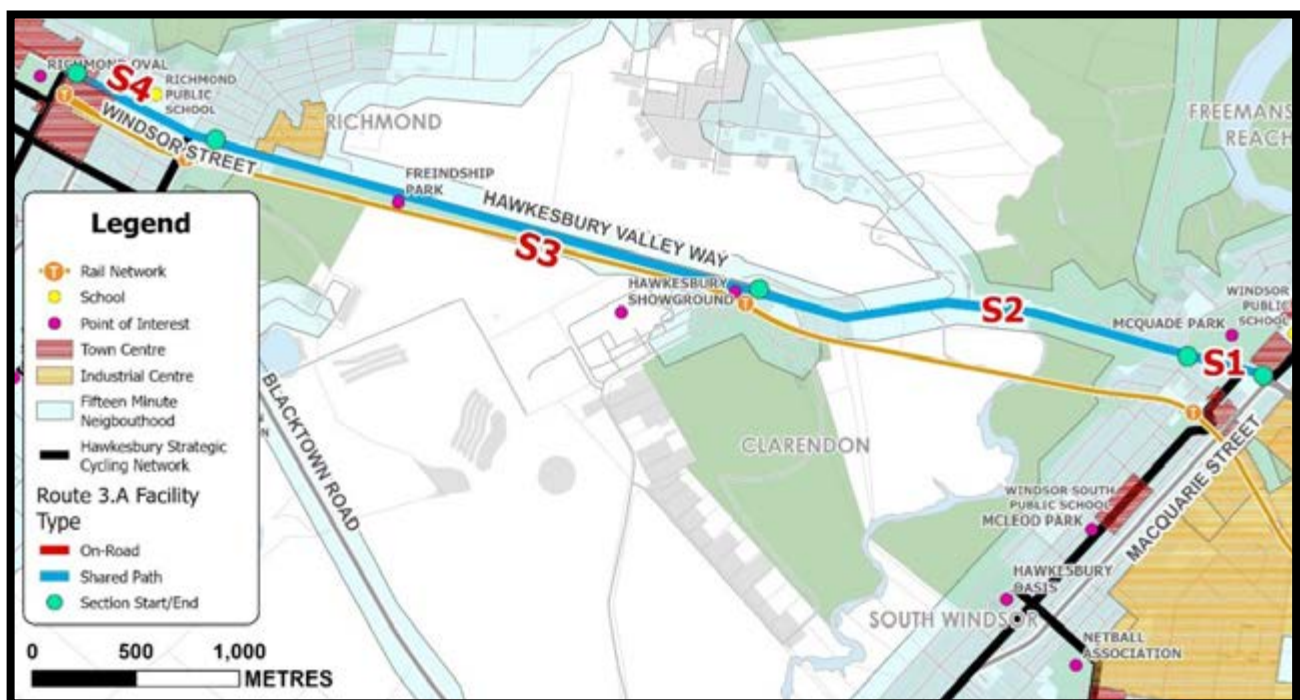 RICHMOND OVAL
S4
RICHMOND
PUBLIC
SCHOOL
WINDSOR STREET
RICHMOND
FREINDSHIP
PARK
HAWKESBURY VALLEY WAY
S3
HAWKESBURY
SHOWGROUND
S2
FREEMANS
REACH
WINDSOR
PUBLIC
SCHOOL
MCQUADE PARK
S1
CLARENDON
BLACKTOWN ROAD
MACQUARIE STREET
WINDSOR SOUTH
PUBLIC SCHOOL
MCLEOD PARK
HAWKESBURY
OASIS
SOUTH WINDSOR
NETBALL
ASSOCIATION
Legend
T Rail Network
School
Point of Interest
Town Centre
Industrial Centre
Fifteen Minute
Neigbouthood
Hawkesbury Strategic
Cycling Network
Route 3.A Facility
Type
On-Road
Shared Path
Section Start/End
0 500 1,000
METRES